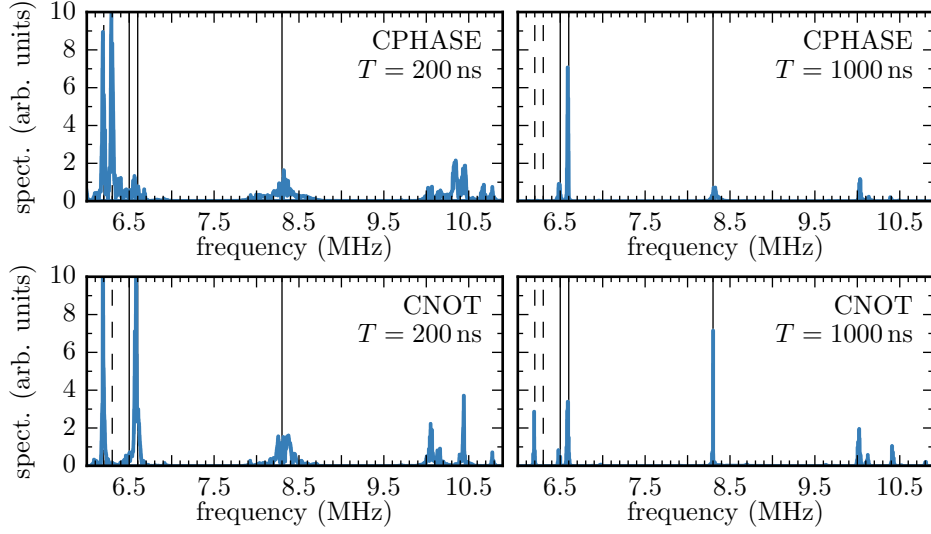 10
8
6
4
2
0
spect. (arb. units)
CPHASE
T = 200 ns
6.5 7.5 8.5 9.5 10.5
frequency (MHz)
CPHASE
T = 1000 ns
6.5 7.5 8.5 9.5 10.5
frequency (MHz)
10
8
6
4
2
0
spect. (arb. units)
CNOT
T = 200 ns
6.5 7.5 8.5 9.5 10.5
frequency (MHz)
CNOT
T = 1000 ns
6.5 7.5 8.5 9.5 10.5
frequency (MHz)